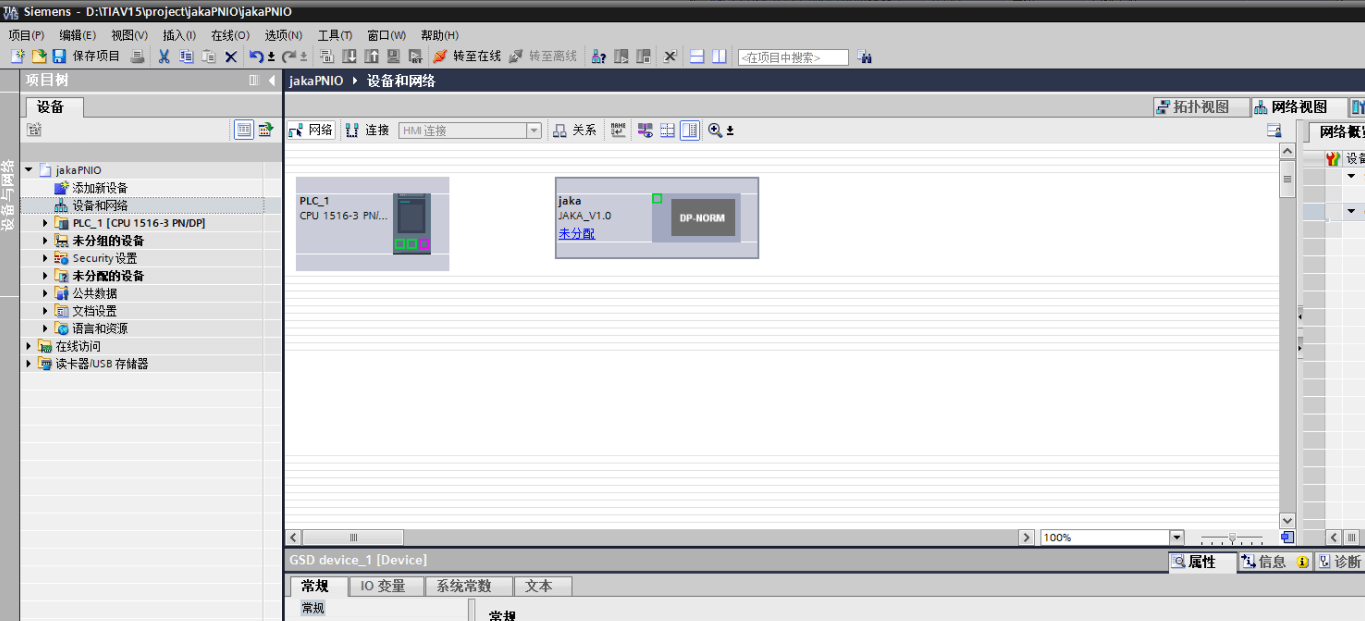 Siemens - D:\TIAV15\project\jakaPNIO\jakaPNIO
项目(P) 编辑(E) 视图(V) 插入(I) 在线(O) 选项(N) 工具(T) 窗口(W) 帮助(H)
保存项目 转至在线 转至离线 <在项目中搜索>
项目树
jakaPNIO 设备和网络
设备
拓扑视图 网络视图
网络 连接 HMI 连接 关系
网络概
设备与网络
jakaPNIO
添加新设备
设备和网络
PLC_1 [CPU 1516-3 PN/DP]
未分组的设备
Security 设置
未分配的设备
公共数据
文档设置
语言和资源
在线访问
读卡器/USB 存储器
PLC_1
CPU 1516-3 PN/...
jaka
JAKA_V1.0
未分配
DP-NORM
设备
100%
GSD device_1 [Device]
属性 信息 诊断
常规 IO 变量 系统常数 文本
常规
常规